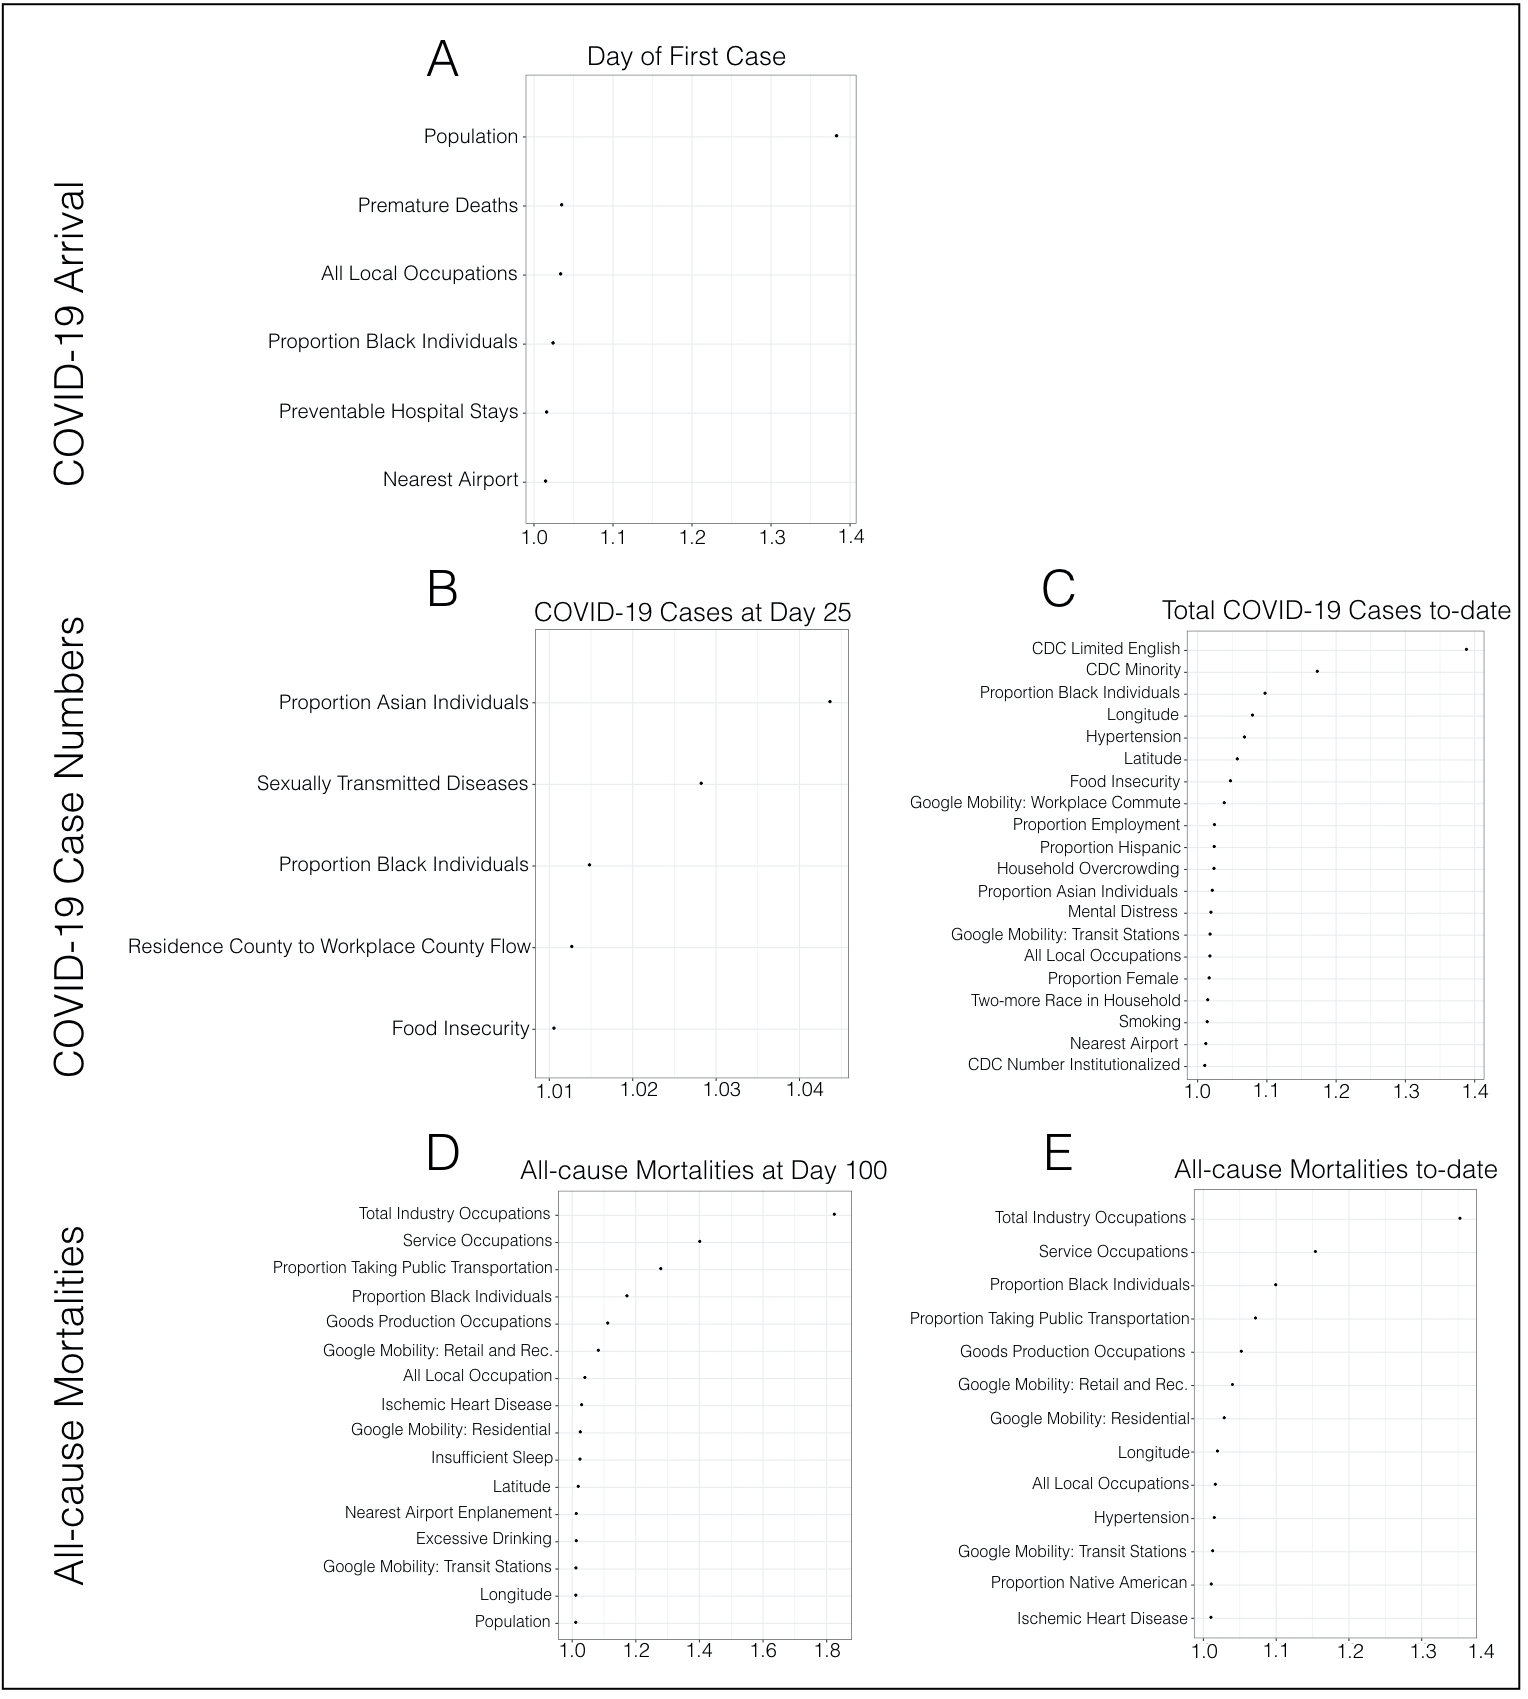 COVID-19 Arrival
A
Day of First Case
Population
Premature Deaths
All Local Occupations
Proportion Black Individuals
Preventable Hospital Stays
Nearest Airport
1.0 1.1 1.2 1.3 1.4
COVID-19 Case Numbers
B
COVID-19 Cases at Day 25
Proportion Asian Individuals
Sexually Transmitted Diseases
Proportion Black Individuals
Residence County to Workplace County Flow
Food Insecurity
1.01 1.02 1.03 1.04
C
Total COVID-19 Cases to-date
CDC Limited English
CDC Minority
Proportion Black Individuals
Longitude
Hypertension
Latitude
Food Insecurity
Google Mobility: Workplace Commute
Proportion Employment
Proportion Hispanic
Household Overcrowding
Proportion Asian Individuals
Mental Distress
Google Mobility: Transit Stations
All Local Occupations
Proportion Female
Two-more Race in Household
Smoking
Nearest Airport
CDC Number Institutionalized
1.0 1.1 1.2 1.3 1.4
All-cause Mortalities
D
All-cause Mortalities at Day 100
Total Industry Occupations
Service Occupations
Proportion Taking Public Transportation
Proportion Black Individuals
Goods Production Occupations
Google Mobility: Retail and Rec.
All Local Occupation
Ischemic Heart Disease
Google Mobility: Residential
Insufficient Sleep
Latitude
Nearest Airport Enplanement
Excessive Drinking
Google Mobility: Transit Stations
Longitude
Population
1.0 1.2 1.4 1.6 1.8
E
All-cause Mortalities to-date
Total Industry Occupations
Service Occupations
Proportion Black Individuals
Proportion Taking Public Transportation
Goods Production Occupations
Google Mobility: Retail and Rec.
Google Mobility: Residential
Longitude
All Local Occupations
Hypertension
Google Mobility: Transit Stations
Proportion Native American
Ischemic Heart Disease
1.0 1.1 1.2 1.3 1.4